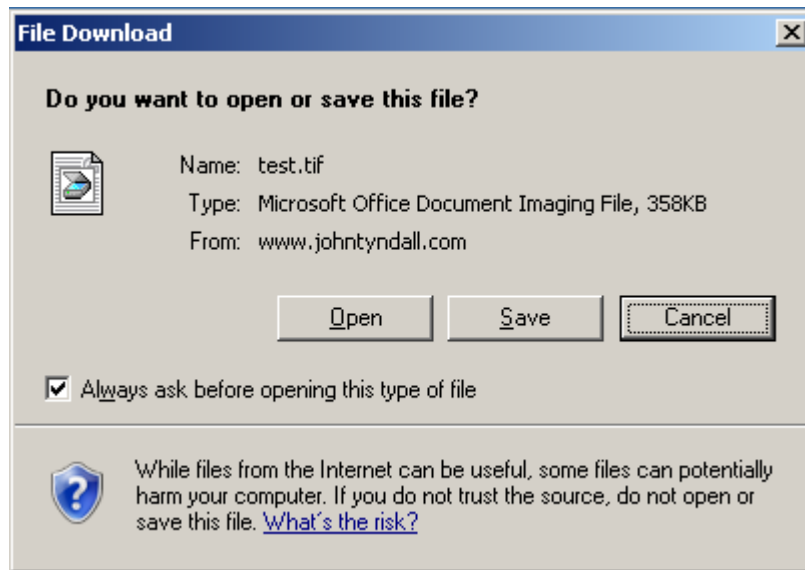 File Download
Do you want to open or save this file?
Name: test.tif
Type: Microsoft Office Document Imaging File, 358KB
From: www.johntyndall.com
Open Save Cancel
Always ask before opening this type of file
While files from the Internet can be useful, some files can potentially
harm your computer. If you do not trust the source, do not open or
save this file. What's the risk?